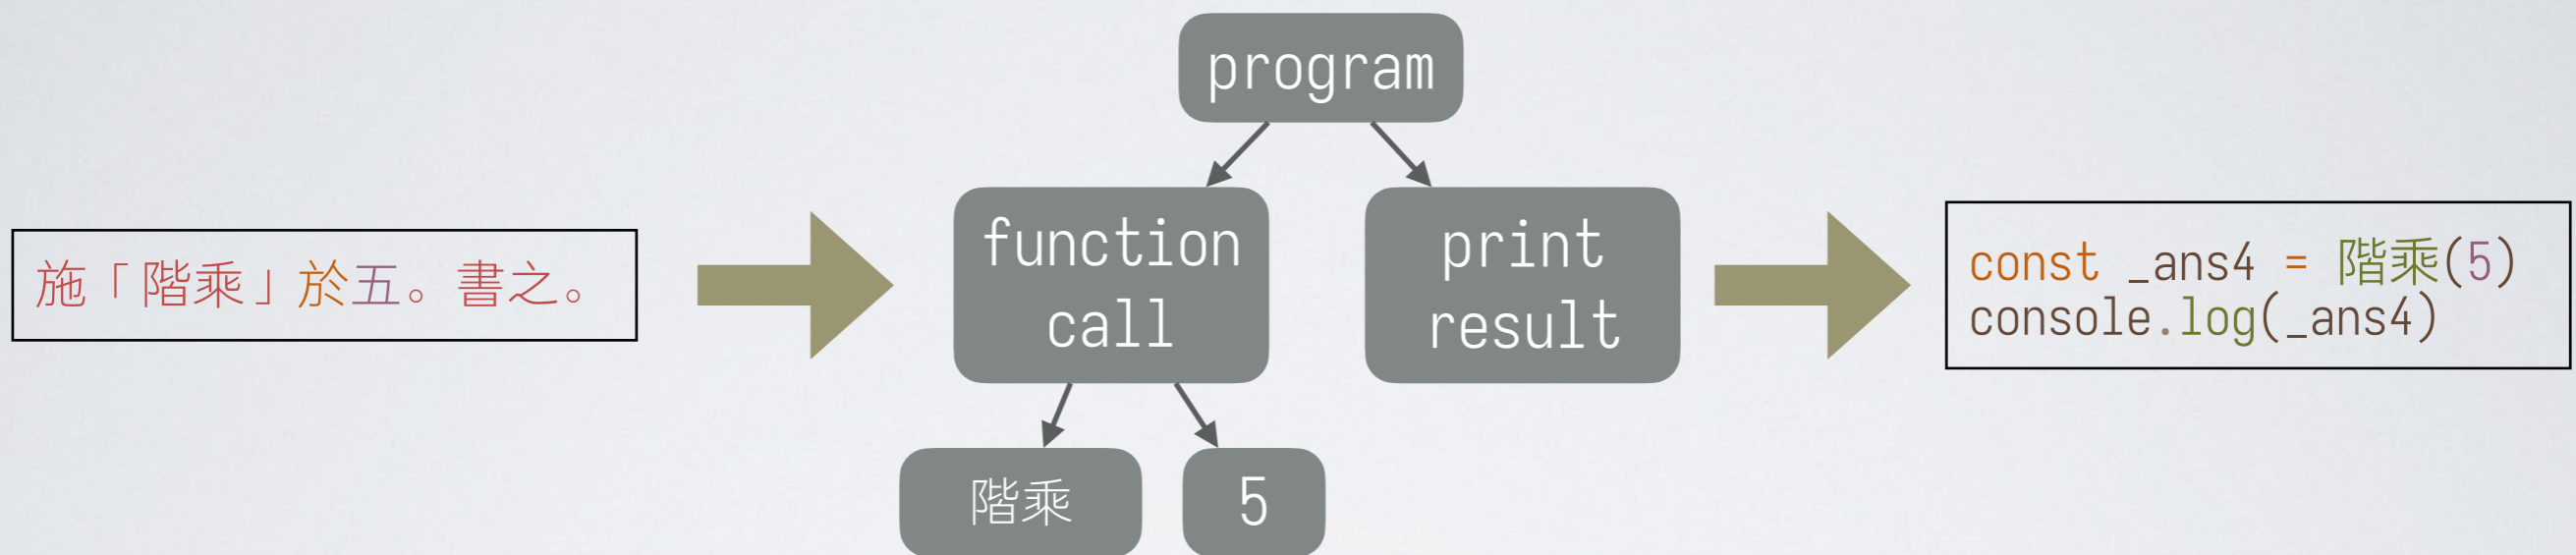 施「階乘」於五。書之。
program
function
call
print
result
階乘
5
const _ans4 = 階乘(5)
console.log(_ans4)